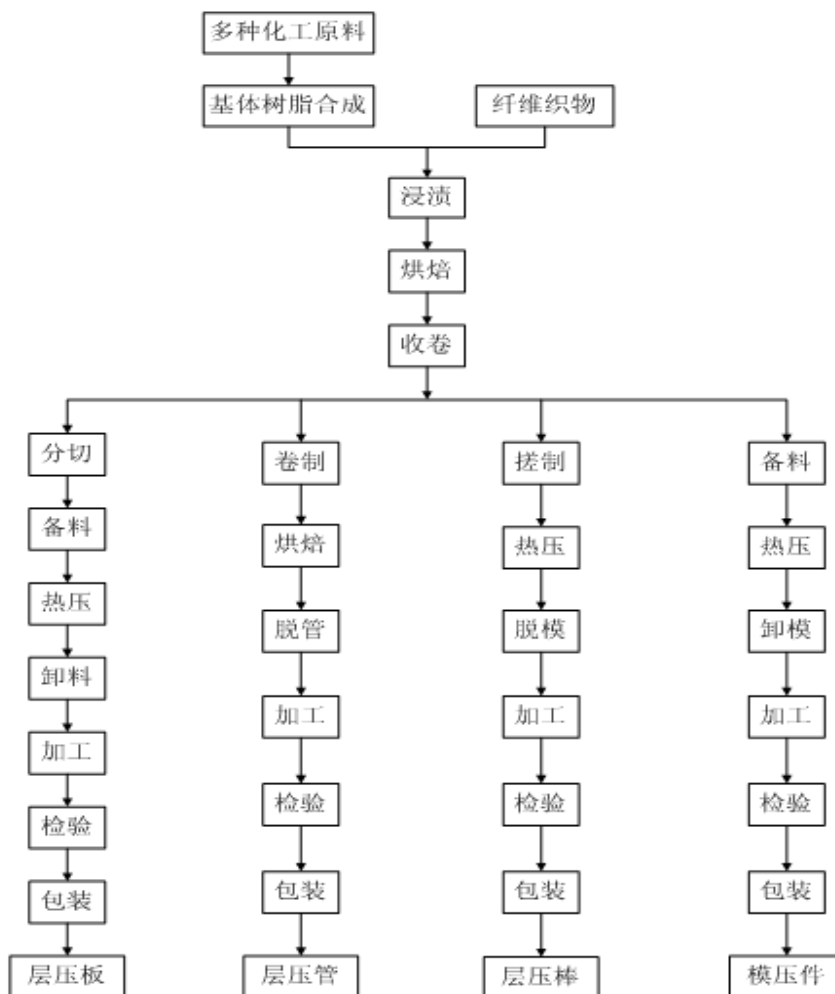 多种化工原料
基体树脂合成
纤维织物
浸渍
烘焙
收卷
分切
备料
热压
卸料
加工
检验
包装
层压板
卷制
烘焙
脱管
加工
检验
包装
层压管
搓制
热压
脱模
加工
检验
包装
层压棒
备料
热压
卸模
加工
检验
包装
模压件